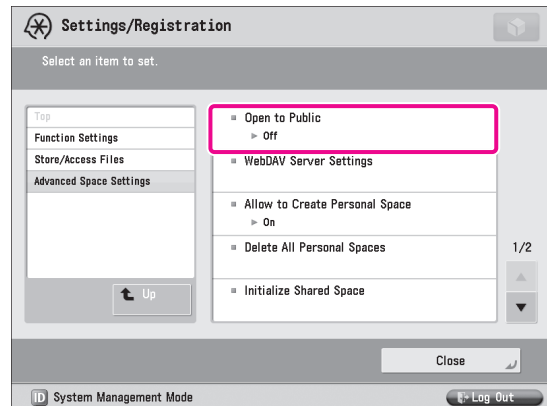 Settings/Registration
Select an item to set.
Top
Function Settings
Store/Access Files
Advanced Space Settings
Up
Open to Public
► Off
WebDAV Server Settings
Allow to Create Personal Space
► On
Delete All Personal Spaces
Initialize Shared Space
1/2
Close
ID System Management Mode
Log Out